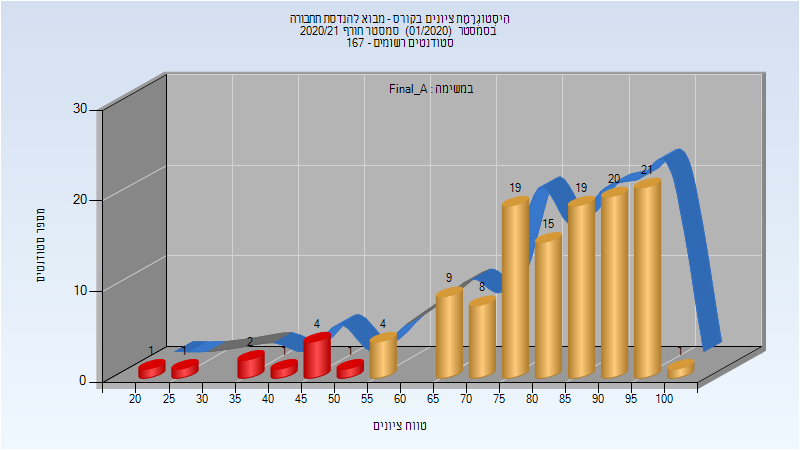 היסטוגרמת ציונים בקורס - מבוא להנדסת תחבורה
בסמסטר (01/2020) סמסטר חורף 2020/21
סטודנטים רשומים - 167
במשימה : Final_A
מספר סטודנטים
30
20
10
0
1
1
2
1
4
1
4
9
8
19
15
19
20
21
1
20 25 30 35 40 45 50 55 60 65 70 75 80 85 90 95 100
טווח ציונים